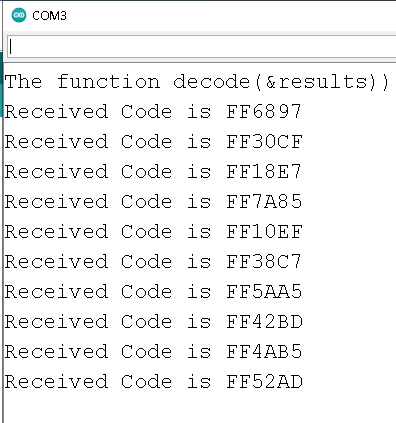 COM3
The function decode(&results))
Received Code is FF6897
Received Code is FF30CF
Received Code is FF18E7
Received Code is FF7A85
Received Code is FF10EF
Received Code is FF38C7
Received Code is FF5AA5
Received Code is FF42BD
Received Code is FF4AB5
Received Code is FF52AD